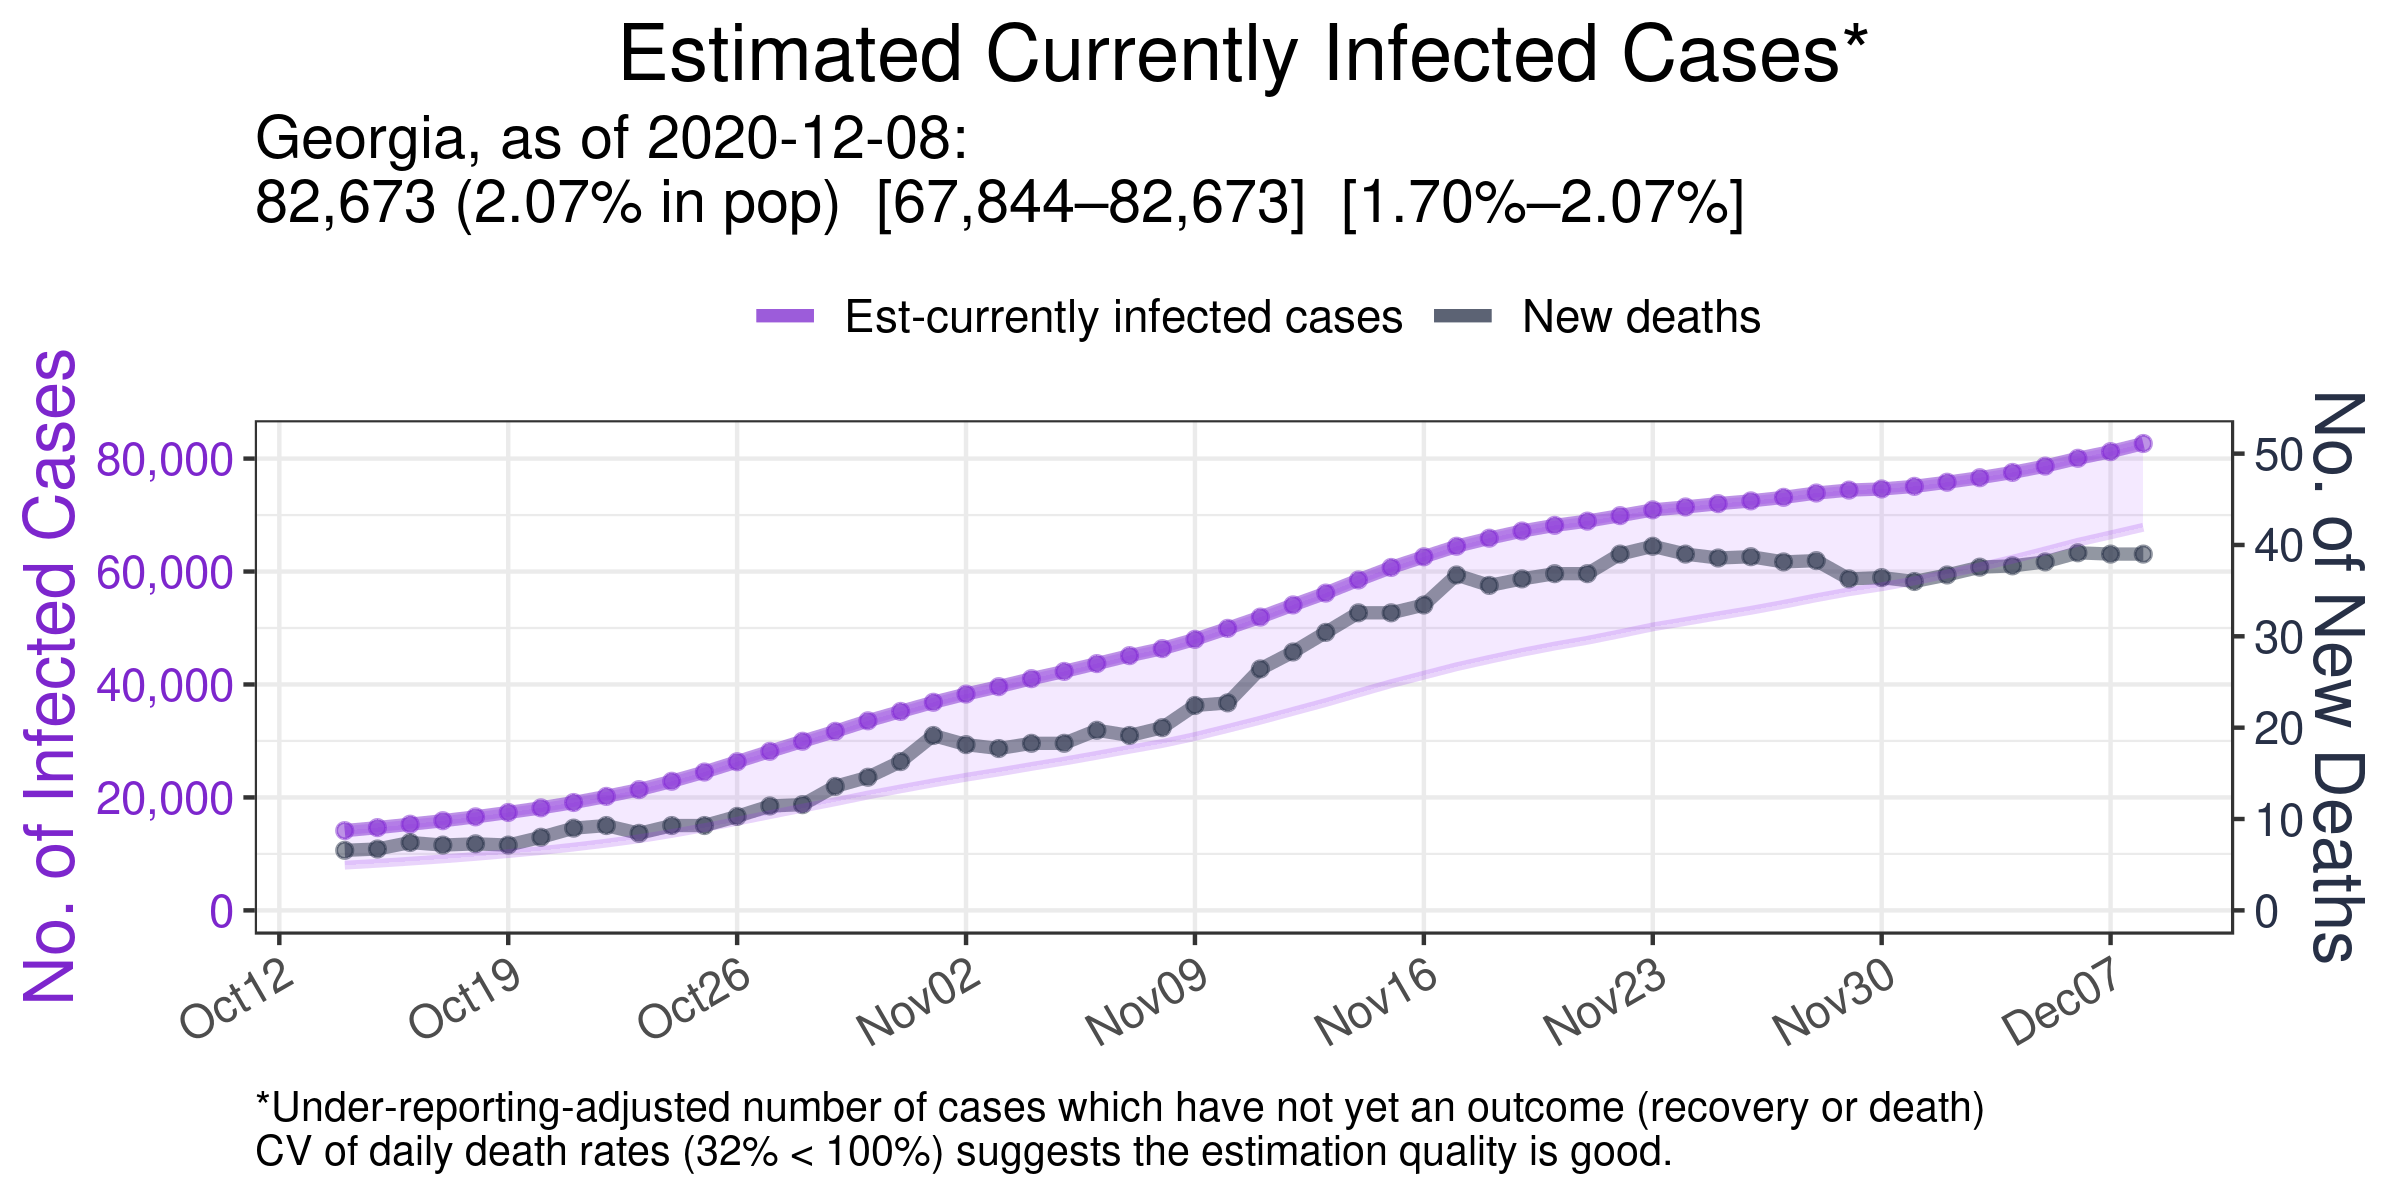 Estimated Currently Infected Cases*
Georgia, as of 2020-12-08:
82,673 (2.07% in pop)  [67,844–82,673]  [1.70%–2.07%]
Est-currently infected cases
New deaths
No. of Infected Cases
80,000
60,000
40,000
20,000
0
50
40
30
20
10
0
No. of New Deaths
Oct12
Oct19
Oct26
Nov02
Nov09
Nov16
Nov23
Nov30
Dec07
*Under-reporting-adjusted number of cases which have not yet an outcome (recovery or death)
CV of daily death rates (32% < 100%) suggests the estimation quality is good.